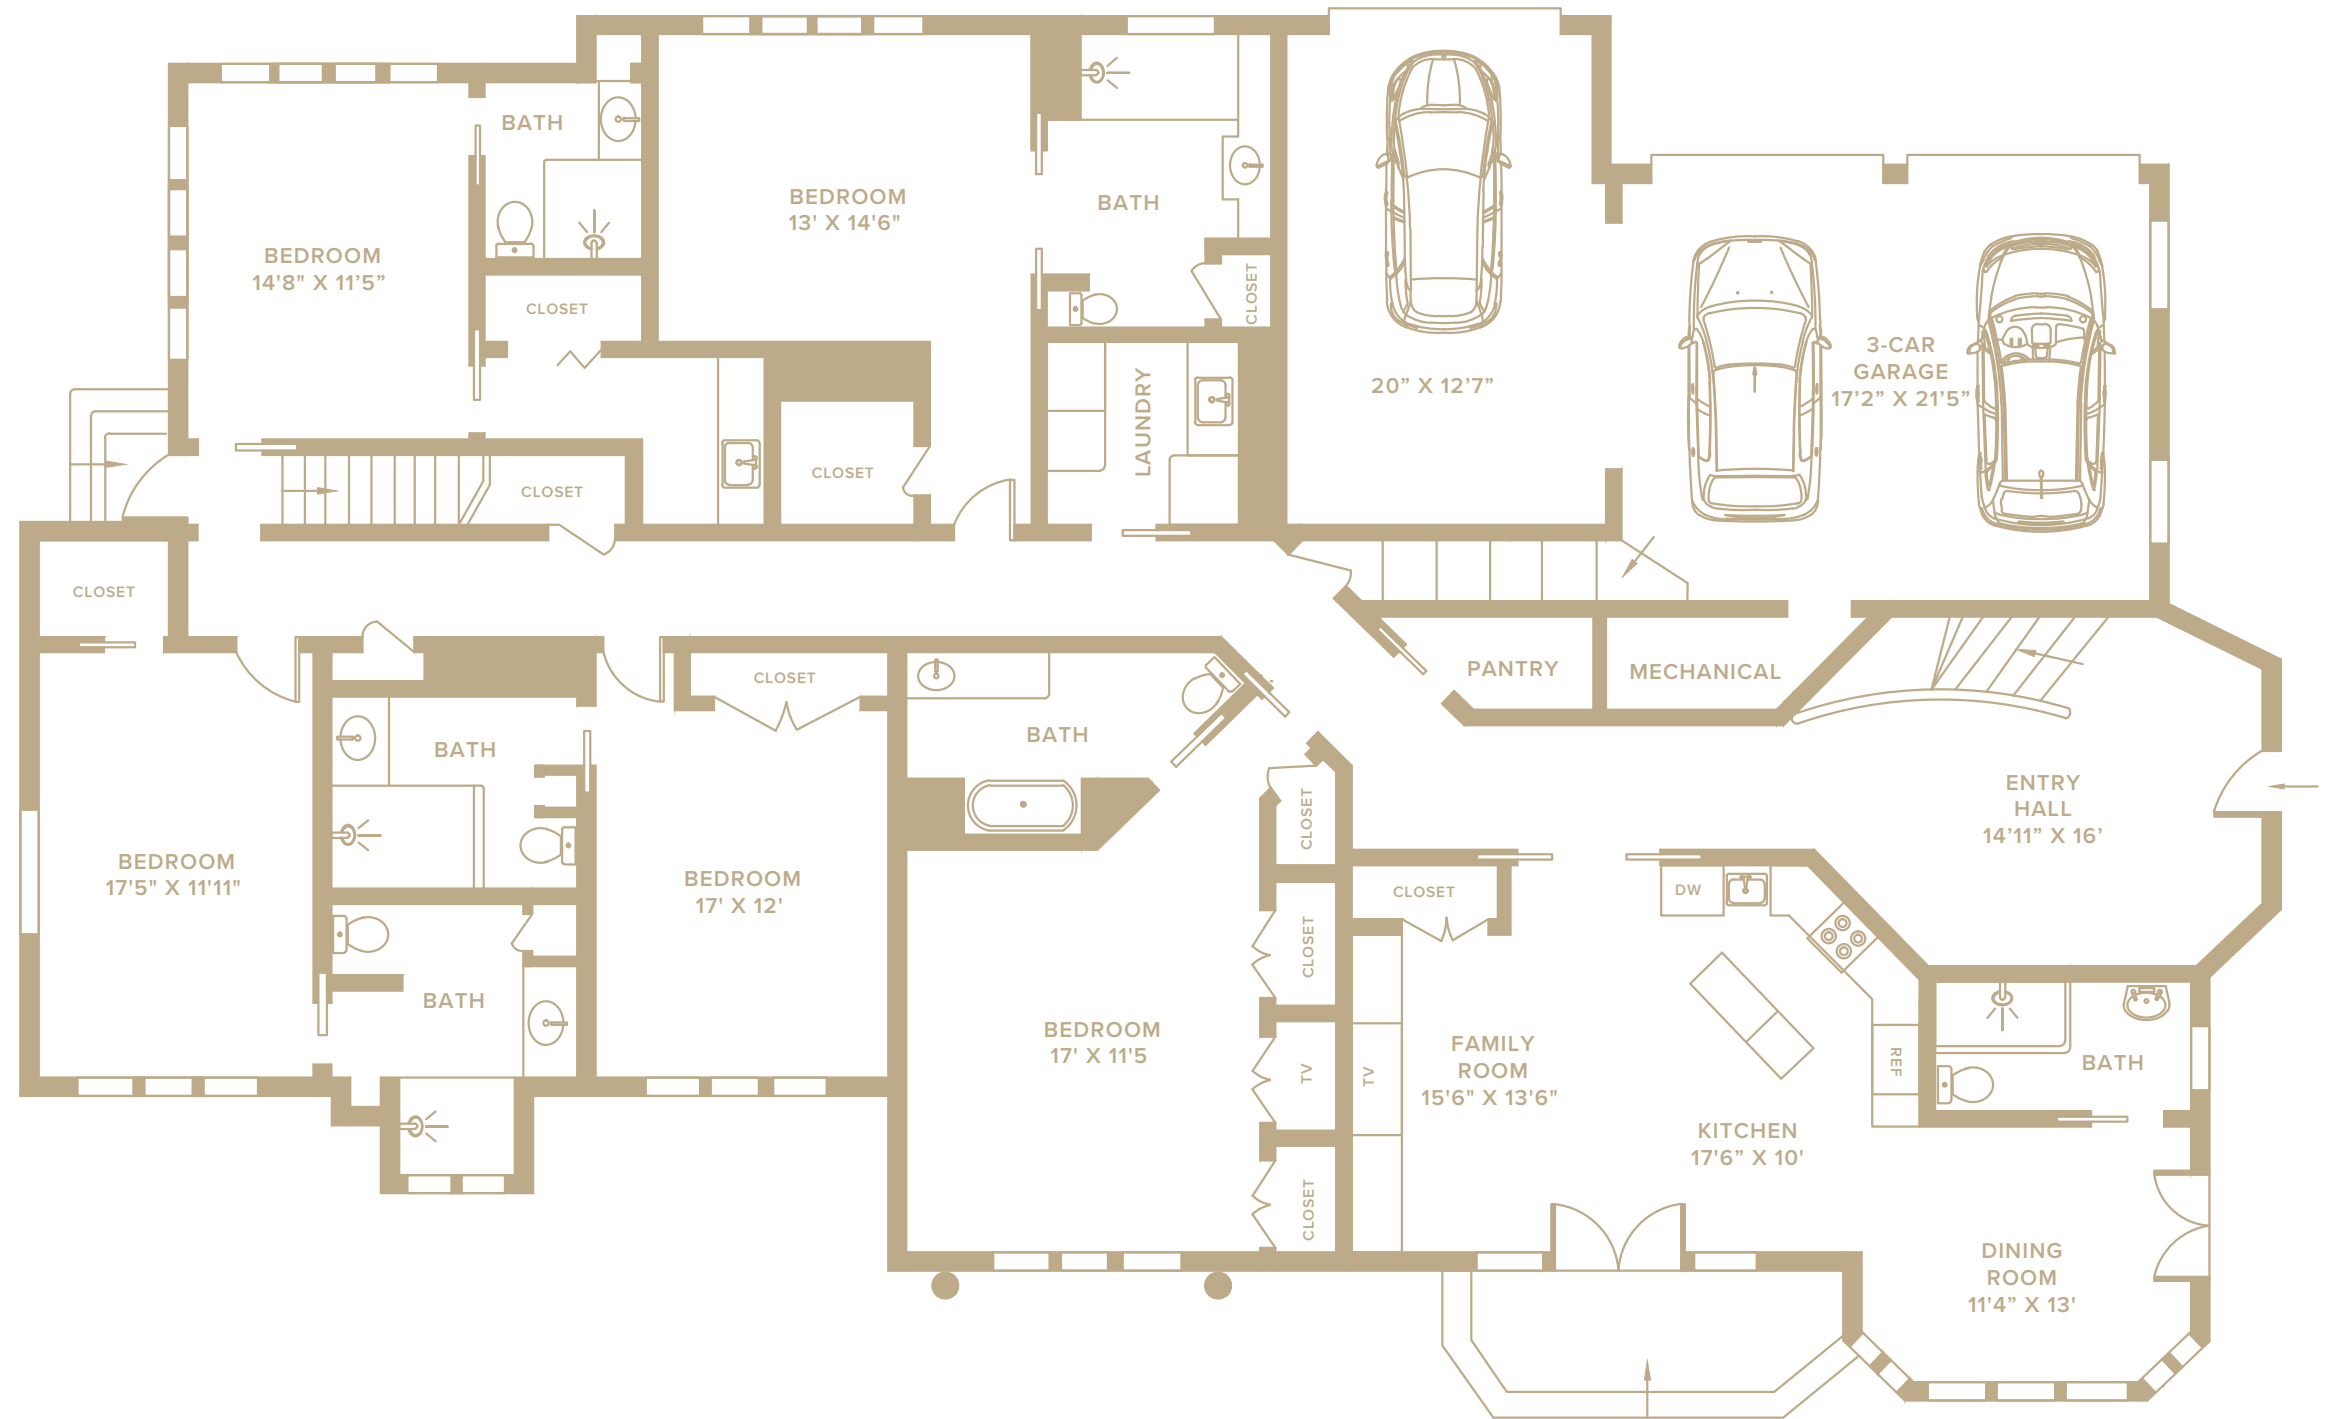 BATH
BEDROOM
14'8" X 11’5”
CLOSET
BEDROOM
13' X 14'6"
BATH
CLOSET
20” X 12’7”
3-CAR
GARAGE
17’2” X 21’5”
LAUNDRY
CLOSET
CLOSET
CLOSET
CLOSET
PANTRY
MECHANICAL
BATH
BATH
ENTRY
HALL
14’11” X 16’
CLOSET
BEDROOM
17'5" X 11'11"
BEDROOM
17' X 12'
CLOSET
DW
CLOSET
BATH
BEDROOM
17' X 11'5
TV
TV
FAMILY
ROOM
15'6" X 13'6"
REF
BATH
KITCHEN
17'6” X 10'
CLOSET
DINING
ROOM
11'4” X 13'